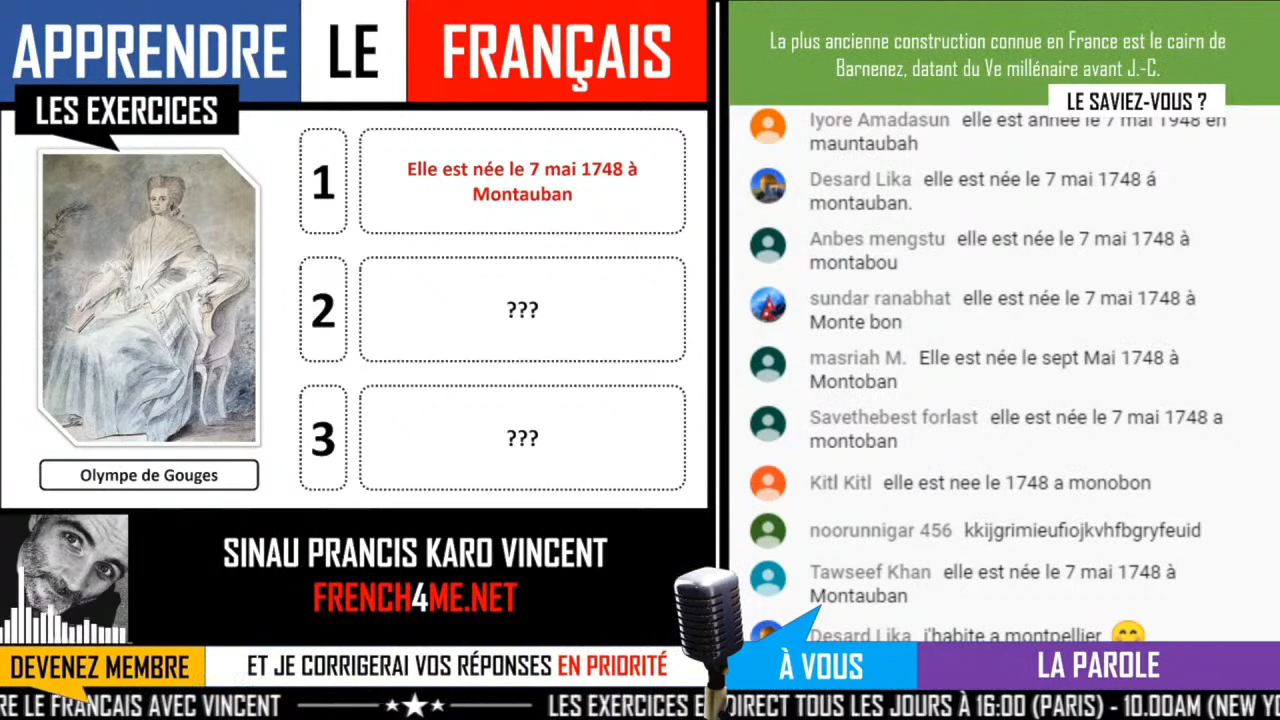 APPRENDRE LE FRANÇAIS
LES EXERCICES
1
Elle est née le 7 mai 1748 à
Montauban
2
???
3
???
Olympe de Gouges
SINAU PRANCIS KARO VINCENT
FRENCH4ME.NET
DEVENEZ MEMBRE
ET JE CORRIGERAI VOS RÉPONSES EN PRIORITÉ
La plus ancienne construction connue en France est le cairn de
Barnenez, datant du Ve millénaire avant J.-C.
LE SAVIEZ-VOUS ?
Iyore Amadasun elle est année le 7 mai 1948 en
mauntaubah
Desard Lika elle est née le 7 mai 1748 á
montauban.
Anbes mengstu elle est née le 7 mai 1748 à
montabou
sundar ranabhat elle est née le 7 mai 1748 à
Monte bon
masriah M. Elle est née le sept Mai 1748 à
Montoban
Savethebest forlast elle est née le 7 mai 1748 a
montoban
Kitl Kitl elle est nee le 1748 a monobon
noorunnigar 456 kkijgrimieufiojkvhfbgryfeuid
Tawseef Khan elle est née le 7 mai 1748 à
Montauban
Desard Lika j'habite a montpellier 😊
À VOUS
LA PAROLE
RE LE FRANCAIS AVEC VINCENT LES EXERCICES E DIRECT TOUS LES JOURS À 16:00 (PARIS) - 10.00AM (NEW Y